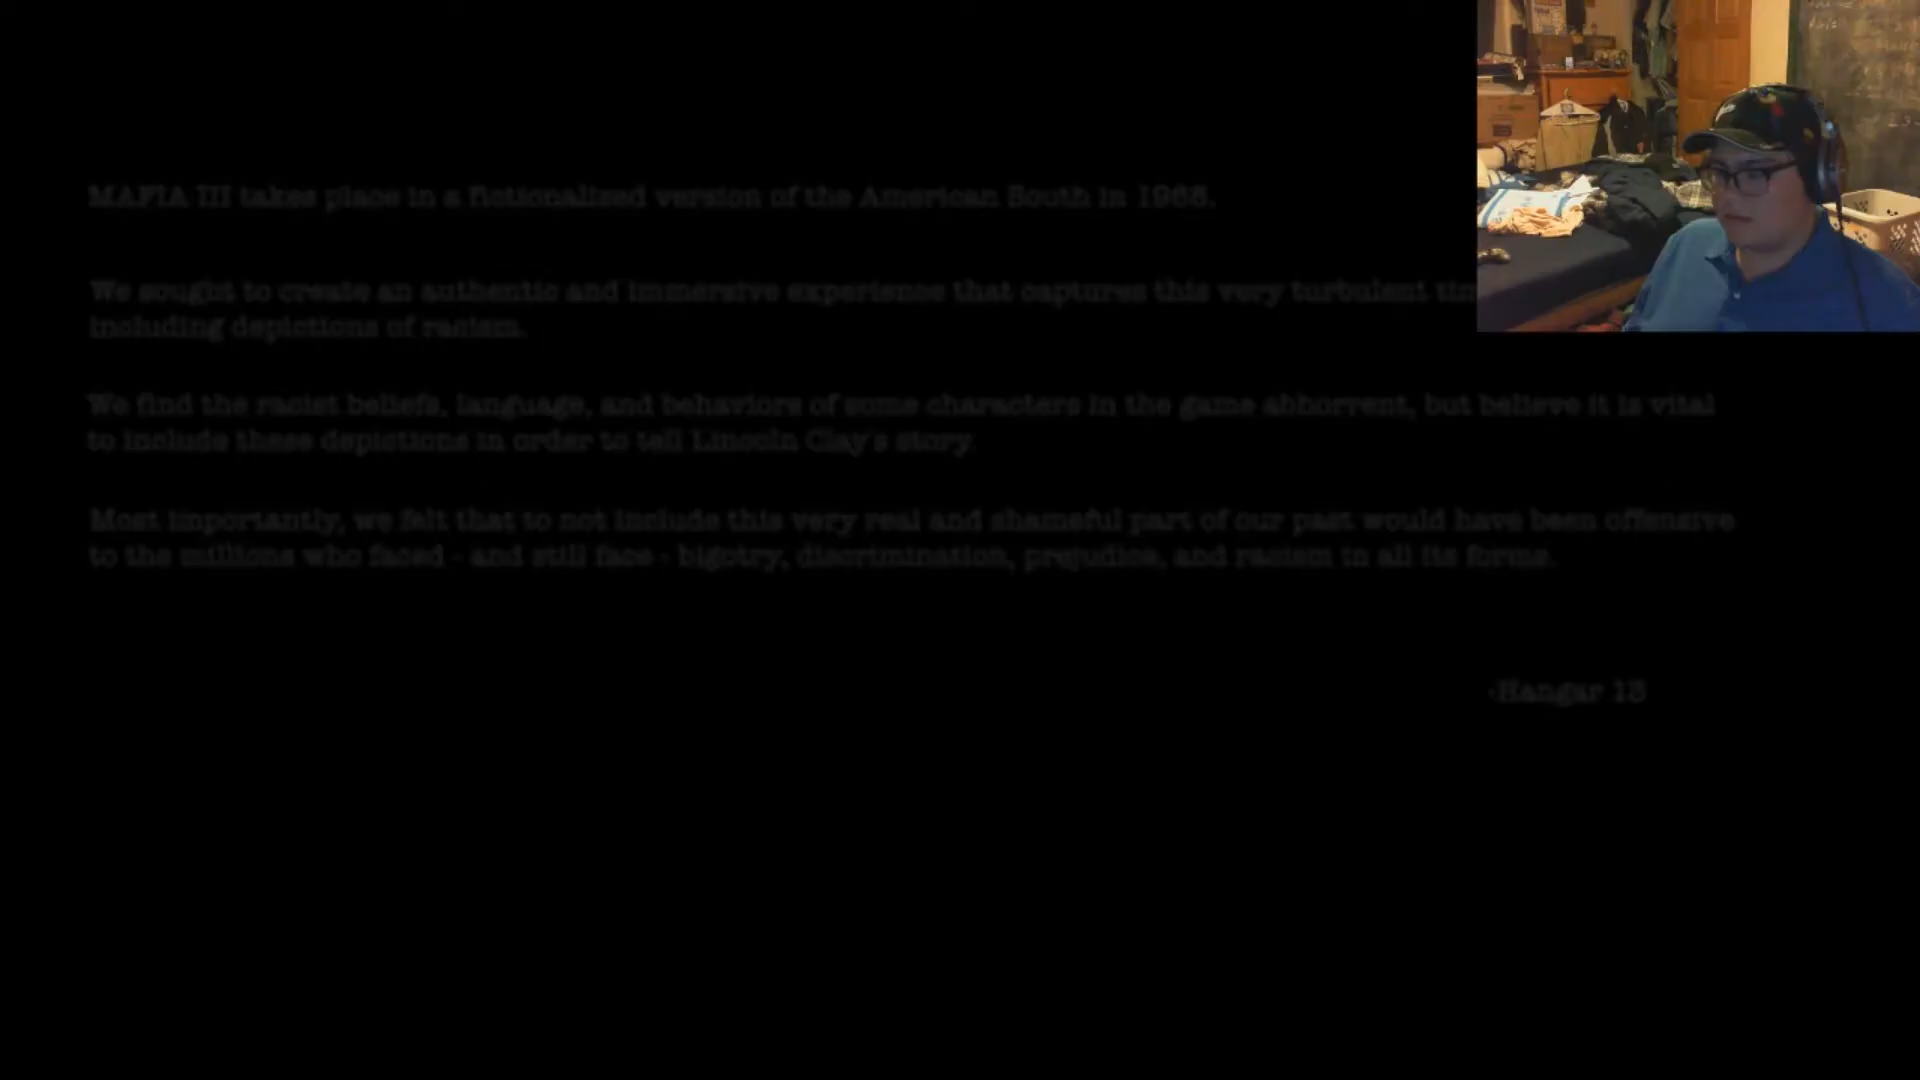 MAFIA III takes place in a fictionalized version of the American South in 1968.
We sought to create an authentic and immersive experience that captures this very turbulent
including depictions of racism.
We find the racist beliefs, language, and behaviors of some characters in the game abhorrent, but believe it is vital
to include these depictions in order to tell Lincoln Clay's story.
Most importantly, we felt that to not include this very real and shameful part of our past would have been offensive
to the millions who faced - and still face - bigotry, discrimination, prejudice, and racism in all its forms.
-Hangar 13